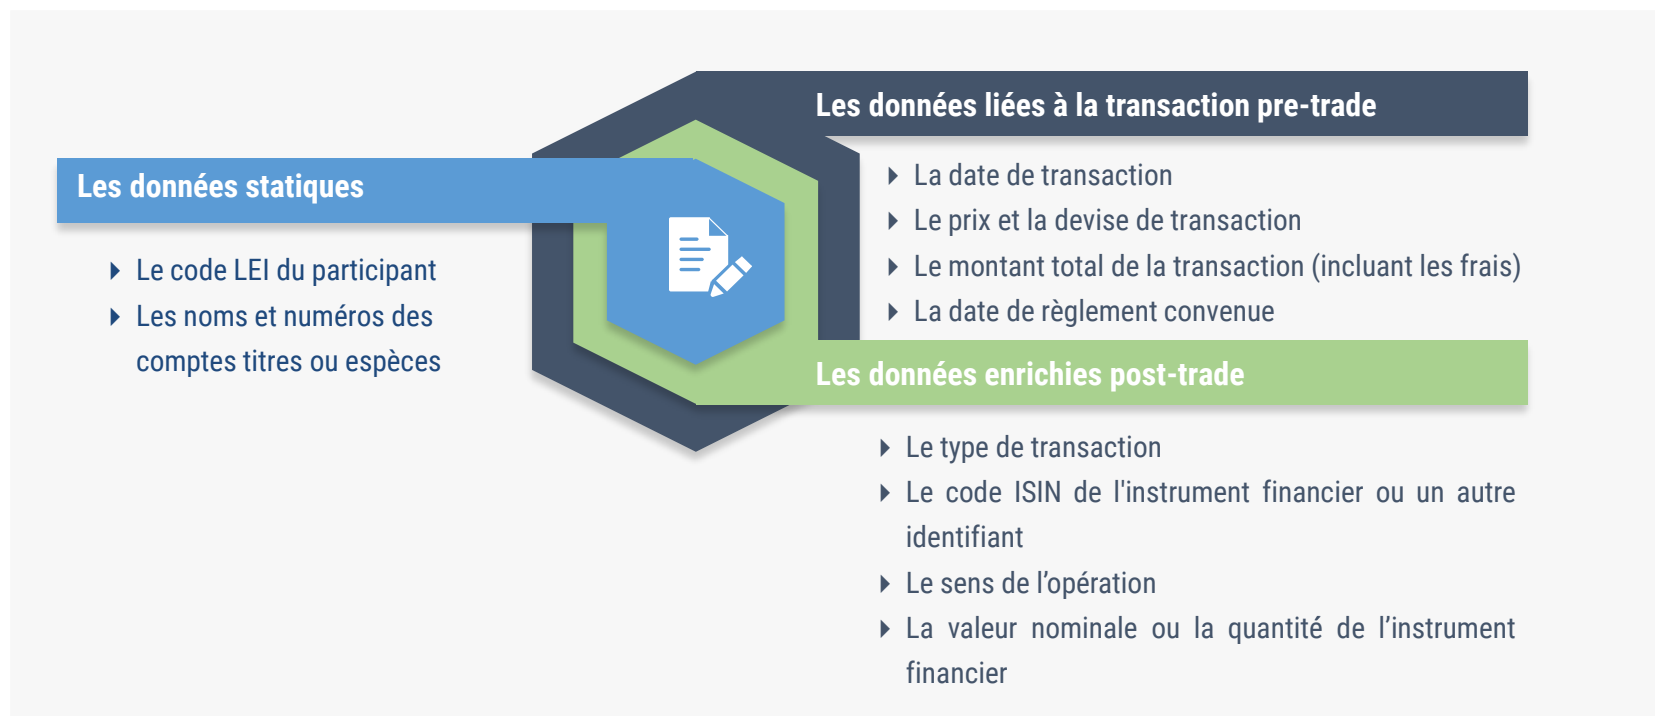 Les données statiques
Le code LEI du participant
Les noms et numéros des
comptes titres ou espèces
Les données liées à la transaction pre-trade
La date de transaction
Le prix et la devise de transaction
Le montant total de la transaction (incluant les frais)
La date de règlement convenue
Les données enrichies post-trade
Le type de transaction
Le code ISIN de l'instrument financier ou un autre
identifiant
Le sens de l’opération
La valeur nominale ou la quantité de l’instrument
financier